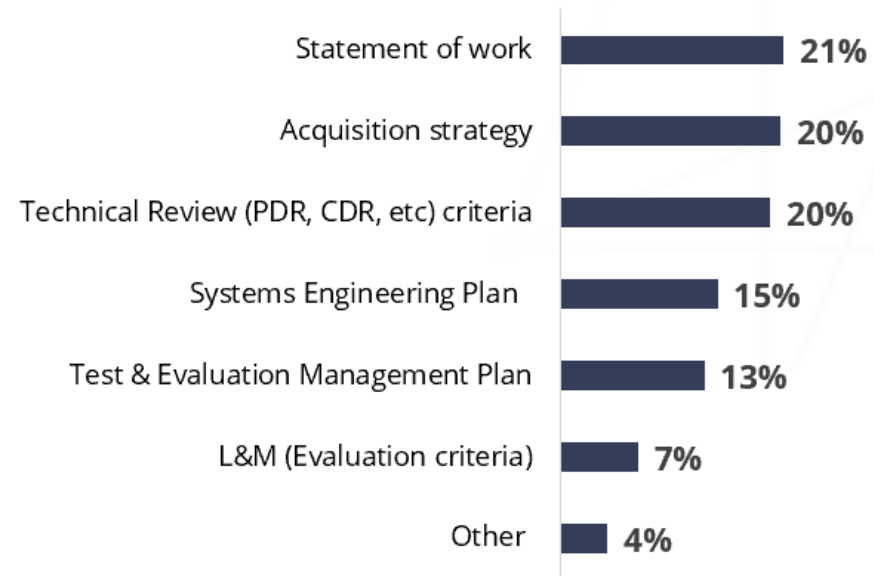 Statement of work 21%
Acquisition strategy 20%
Technical Review (PDR, CDR, etc) criteria 20%
Systems Engineering Plan 15%
Test & Evaluation Management Plan 13%
L&M (Evaluation criteria) 7%
Other 4%